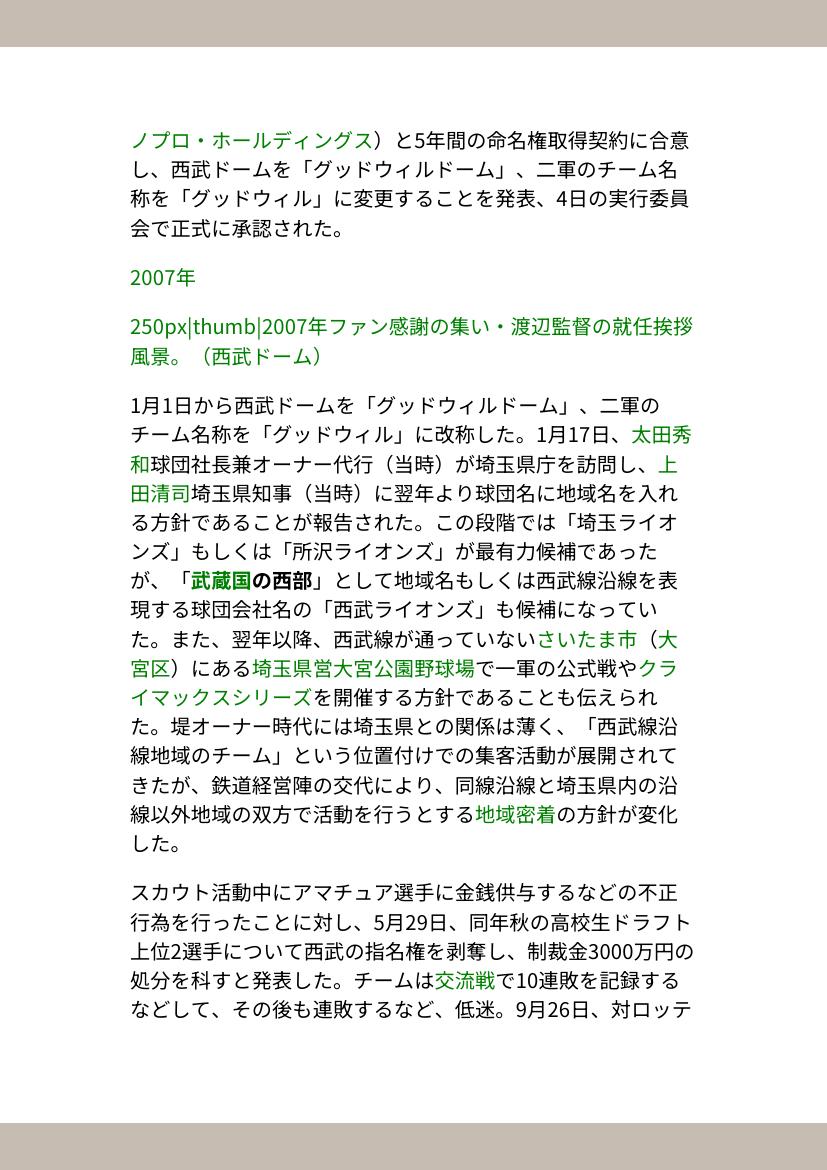 ノプロ・ホールディングス）と5年間の命名権取得契約に合意
し、西武ドームを「グッドウィルドーム」、二軍のチーム名
称を「グッドウィル」に変更することを発表、4日の実行委員
会で正式に承認された。
2007年
250px|thumb|2007年ファン感謝の集い・渡辺監督の就任挨拶
風景。（西武ドーム）
1月1日から西武ドームを「グッドウィルドーム」、二軍の
チーム名称を「グッドウィル」に改称した。1月17日、太田秀
和球団社長兼オーナー代行（当時）が埼玉県庁を訪問し、上
田清司埼玉県知事（当時）に翌年より球団名に地域名を入れ
る方針であることが報告された。この段階では「埼玉ライオ
ンズ」もしくは「所沢ライオンズ」が最有力候補であった
が、「武蔵国の西部」として地域名もしくは西武線沿線を表
現する球団会社名の「西武ライオンズ」も候補になってい
た。また、翌年以降、西武線が通っていないさいたま市（大
宮区）にある埼玉県営大宮公園野球場で一軍の公式戦やクラ
イマックスシリーズを開催する方針であることも伝えられ
た。堤オーナー時代には埼玉県との関係は薄く、「西武線沿
線地域のチーム」という位置付けでの集客活動が展開されて
きたが、鉄道経営陣の交代により、同線沿線と埼玉県内の沿
線以外地域の双方で活動を行うとする地域密着の方針が変化
した。
スカウト活動中にアマチュア選手に金銭供与するなどの不正
行為を行ったことに対し、5月29日、同年秋の高校生ドラフト
上位2選手について西武の指名権を剥奪し、制裁金3000万円の
処分を科すと発表した。チームは交流戦で10連敗を記録する
などして、その後も連敗するなど、低迷。9月26日、対ロッテ